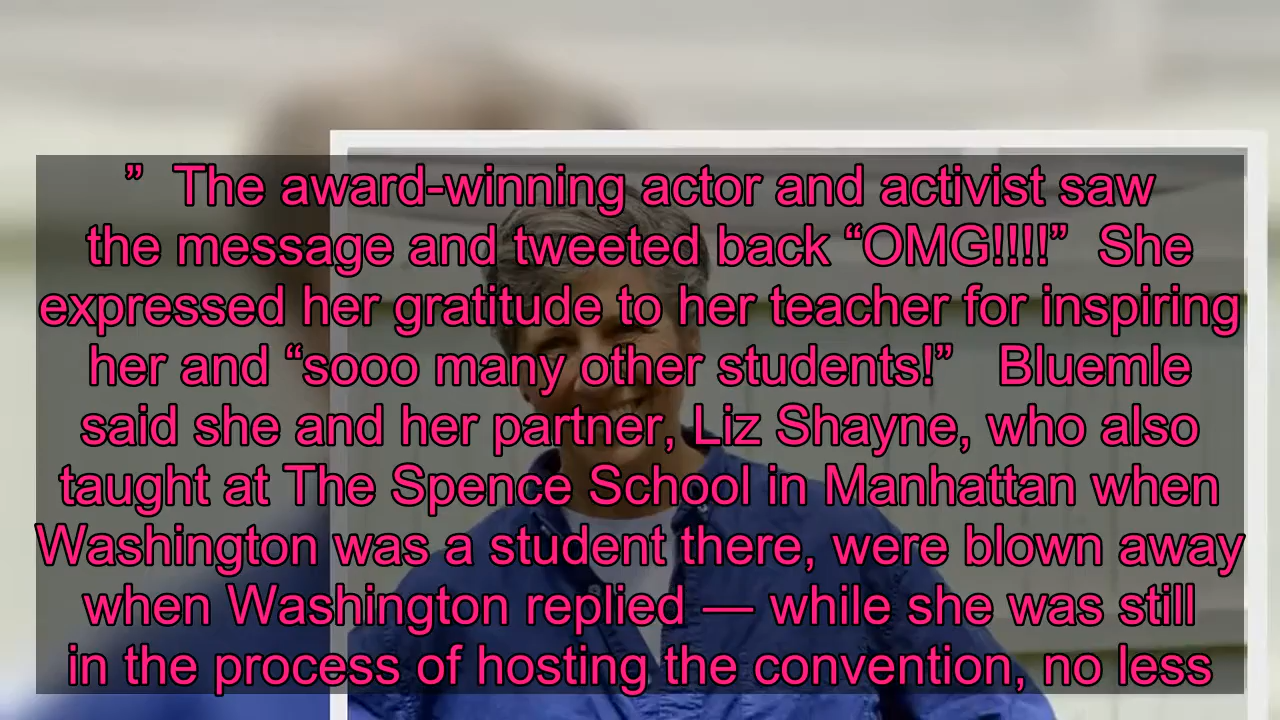 ”  The award-winning actor and activist saw
the message and tweeted back “OMG!!!!”  She
expressed her gratitude to her teacher for inspiring
her and “sooo many other students!”   Bluemle
said she and her partner, Liz Shayne, who also
taught at The Spence School in Manhattan when
Washington was a student there, were blown away
when Washington replied — while she was still
in the process of hosting the convention, no less